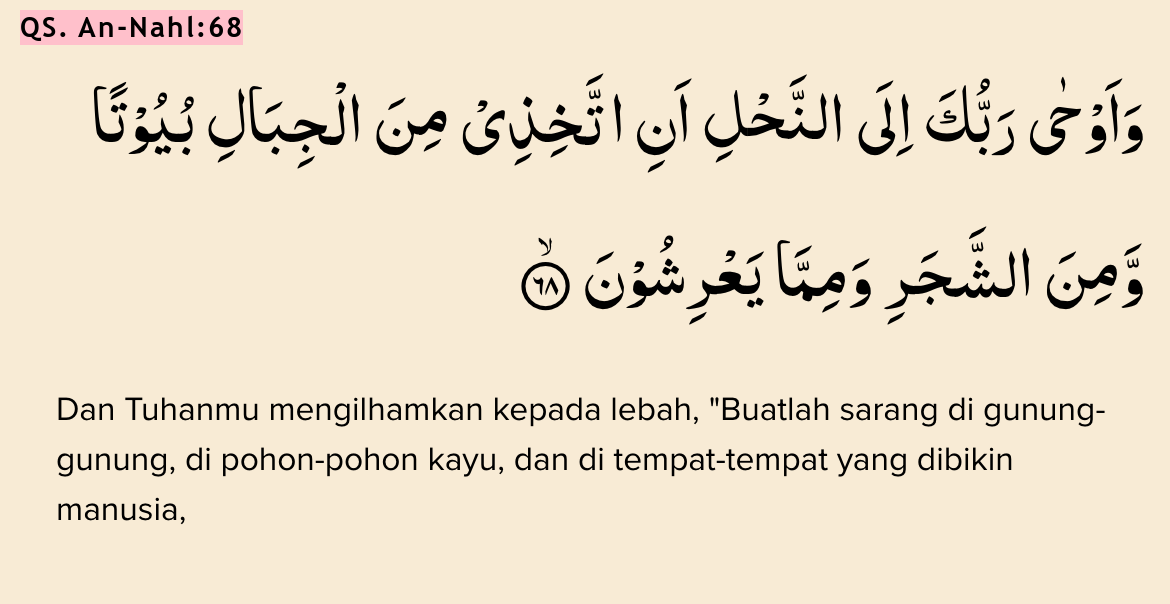 QS. An-Nahl:68
وَاَوْحٰى رَبُّكَ اِلَى النَّحْلِ اَنِ اتَّخِذِيْ مِنَ الْجِبَالِ بُيُوْتًا
وَّمِنَ الشَّجَرِ وَمِمَّا يَعْرِشُوْنَۙ ٦٨
Dan Tuhanmu mengilhamkan kepada lebah, "Buatlah sarang di gunung-
gunung, di pohon-pohon kayu, dan di tempat-tempat yang dibikin
manusia,